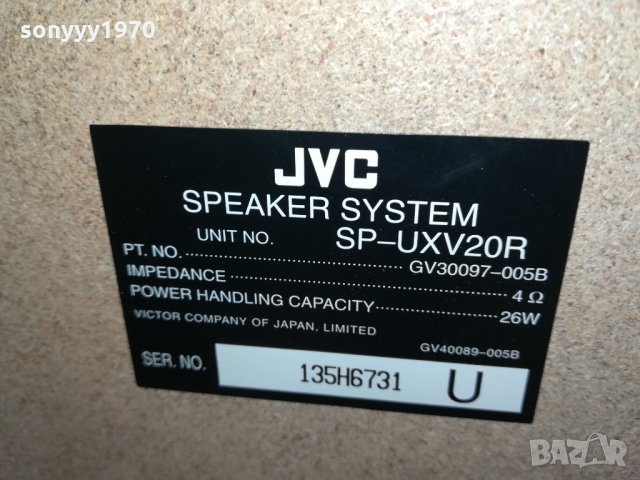 sonyyy1970
JVC
SPEAKER SYSTEM
UNIT NO. SP-UXV20R
PT. NO. GV30097-005B
IMPEDANCE 4 Ω
POWER HANDLING CAPACITY 26W
VICTOR COMPANY OF JAPAN, LIMITED GV40089-005B
SER. NO. 135H6731 U
BAZAR